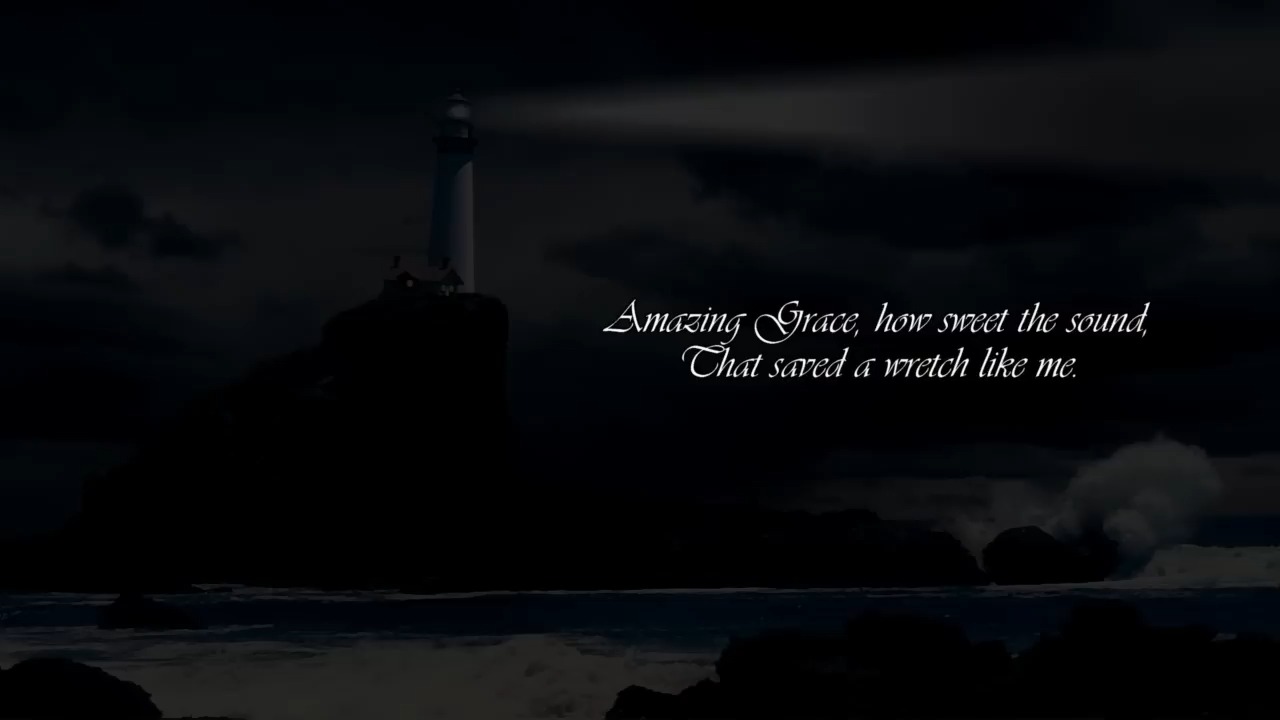 Amazing Grace, how sweet the sound,
That saved a wretch like me.